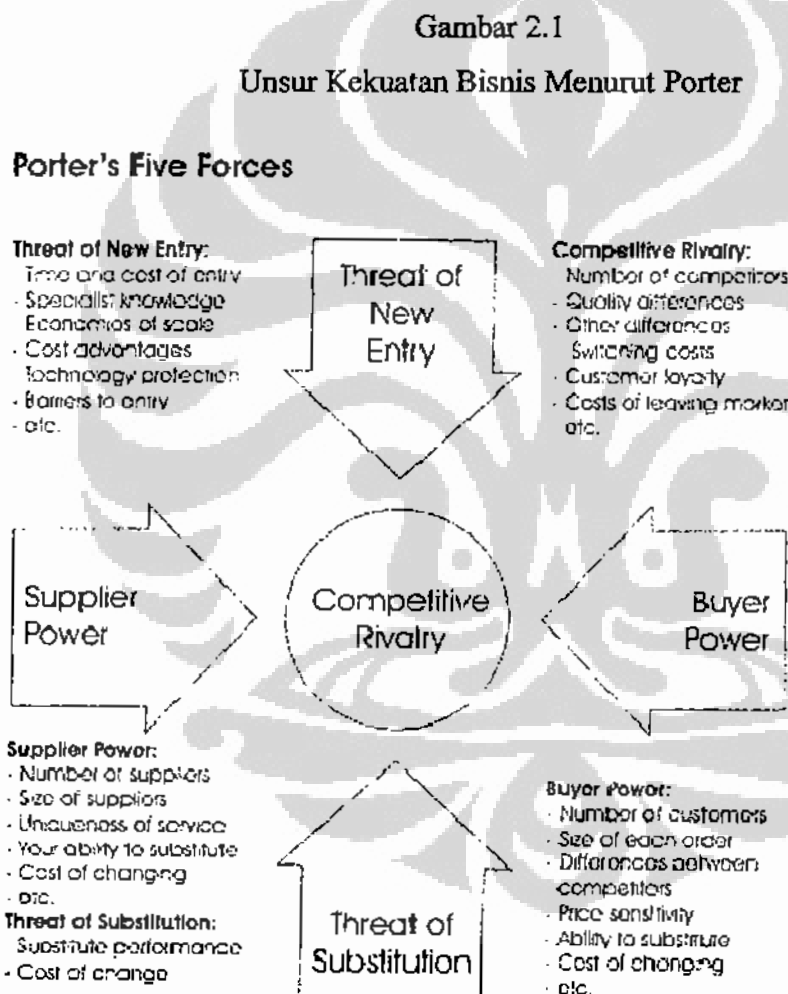 Gambar 2.1
Unsur Kekuatan Bisnis Menurut Porter
Porter's Five Forces
Threat of New Entry:
Time and cost of entry
- Specialist knowledge
Economies of scale
- Cost advantages
Technology protection
- Barriers to entry
- etc.
Threat of
New
Entry
Competitive Rivalry:
Number of competitors
- Quality differences
- Other differences
Switching costs
- Customer loyalty
- Costs of leaving market
etc.
Supplier
Power
Competitive
Rivalry
Buyer
Power
Supplier Power:
- Number of suppliers
- Size of suppliers
- Uniqueness of service
- Your ability to substitute
- Cost of changing
- etc.
Threat of Substitution:
Substitute performance
- Cost of change
Threat of
Substitution
Buyer Power:
- Number of customers
- Size of each order
- Differences between
competitors
- Price sensitivity
- Ability to substitute
- Cost of changing
- etc.